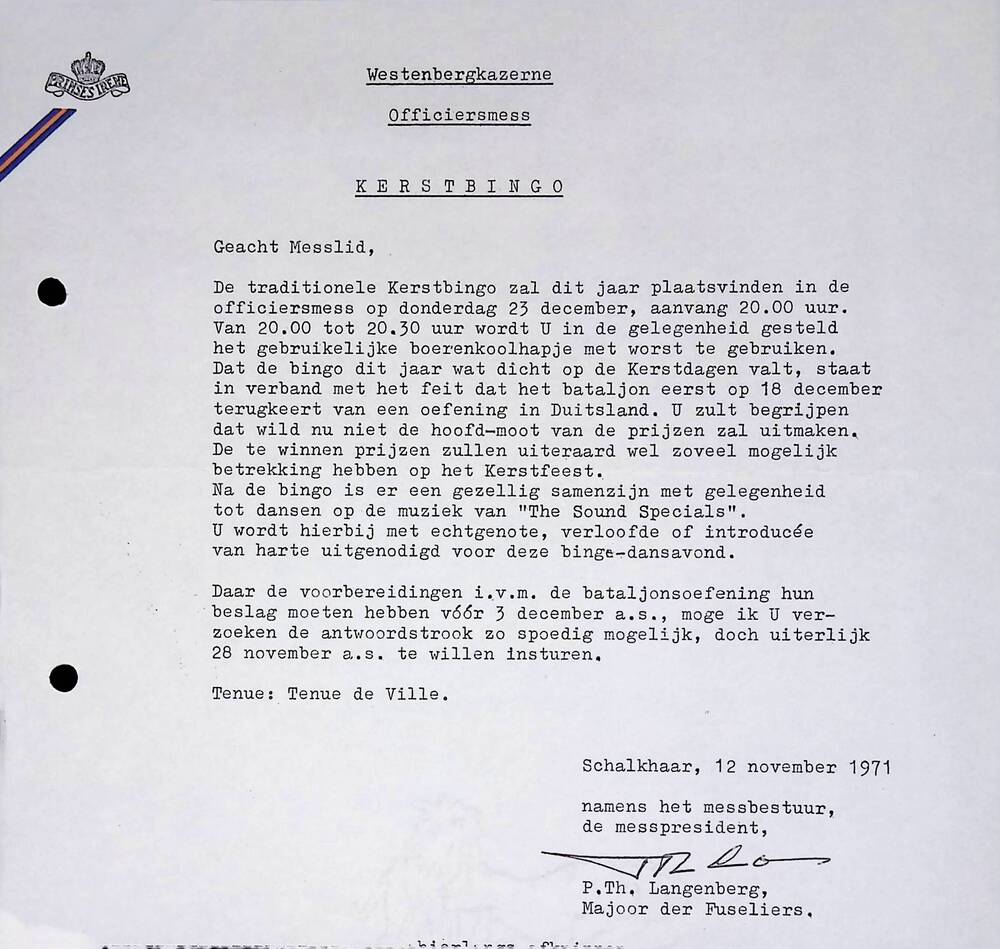 PRINSES IRENE
Westenbergkazerne
Officiersmess
KERSTBINGO
Geacht Messlid,
De traditionele Kerstbingo zal dit jaar plaatsvinden in de
officiersmess op donderdag 23 december, aanvang 20.00 uur.
Van 20.00 tot 20.30 uur wordt U in de gelegenheid gesteld
het gebruikelijke boerenkoolhapje met worst te gebruiken.
Dat de bingo dit jaar wat dicht op de Kerstdagen valt, staat
in verband met het feit dat het bataljon eerst op 18 december
terugkeert van een oefening in Duitsland. U zult begrijpen
dat wild nu niet de hoofd-moot van de prijzen zal uitmaken.
De te winnen prijzen zullen uiteraard wel zoveel mogelijk
betrekking hebben op het Kerstfeest.
Na de bingo is er een gezellig samenzijn met gelegenheid
tot dansen op de muziek van "The Sound Specials".
U wordt hierbij met echtgenote, verloofde of introducée
van harte uitgenodigd voor deze binge-dansavond.
Daar de voorbereidingen i.v.m. de bataljonsoefening hun
beslag moeten hebben vóór 3 december a.s., moge ik U ver-
zoeken de antwoordstrook zo spoedig mogelijk, doch uiterlijk
28 november a.s. te willen insturen.
Tenue: Tenue de Ville.
Schalkhaar, 12 november 1971
namens het messbestuur,
de messpresident,
P.Th. Langenberg,
Majoor der Fuseliers.